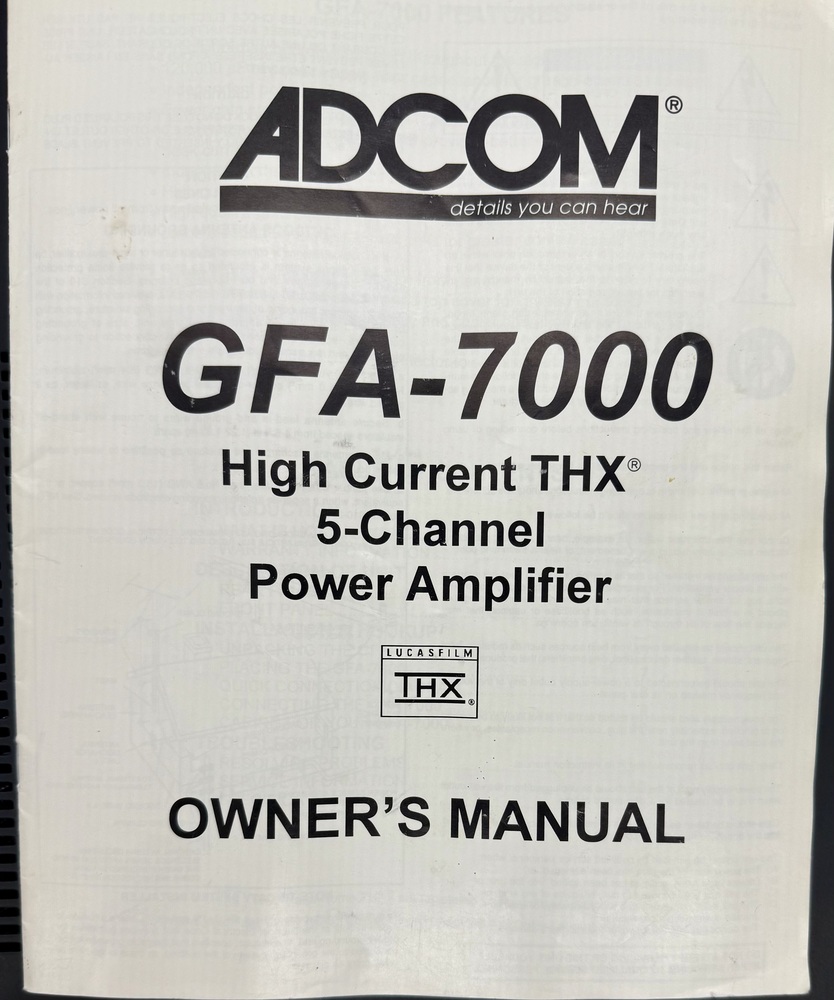 ADCOM®
details you can hear
GFA-7000
High Current THX®
5-Channel
Power Amplifier
LUCASFILM
THX®
OWNER’S MANUAL